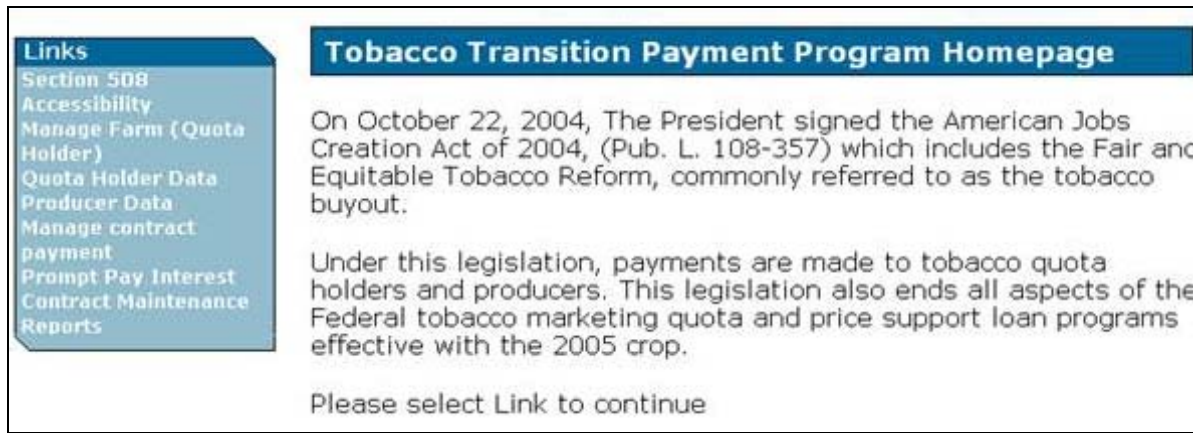 Links
Section 508
Accessibility
Manage Farm (Quota
Holder)
Quota Holder Data
Producer Data
Manage contract
payment
Prompt Pay Interest
Contract Maintenance
Reports
Tobacco Transition Payment Program Homepage
On October 22, 2004, The President signed the American Jobs
Creation Act of 2004, (Pub. L. 108-357) which includes the Fair and
Equitable Tobacco Reform, commonly referred to as the tobacco
buyout.
Under this legislation, payments are made to tobacco quota
holders and producers. This legislation also ends all aspects of the
Federal tobacco marketing quota and price support loan programs
effective with the 2005 crop.
Please select Link to continue